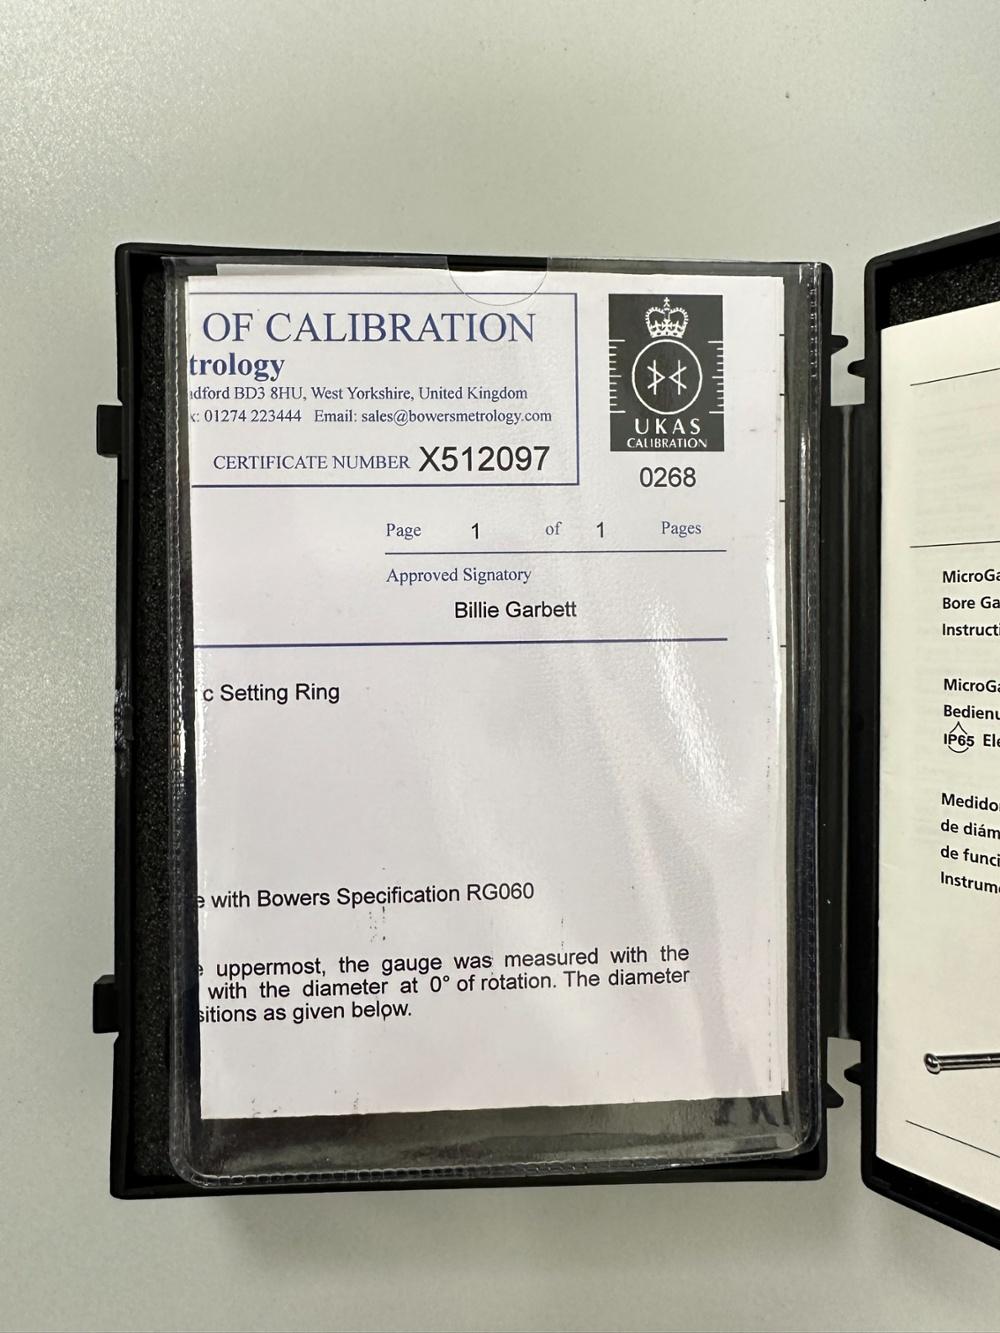 OF CALIBRATION
trology
dford BD3 8HU, West Yorkshire, United Kingdom
x: 01274 223444 Email: sales@bowersmetrology.com
CERTIFICATE NUMBER X512097
UKAS
CALIBRATION
0268
Page 1 of 1 Pages
Approved Signatory
Billie Garbett
c Setting Ring
e with Bowers Specification RG060
e uppermost, the gauge was measured with the
with the diameter at 0° of rotation. The diameter
sitions as given below.
MicroGa
Bore Ga
Instructi
MicroGa
Bedienu
IP65 Ele
Medido
de diám
de funci
Instrum